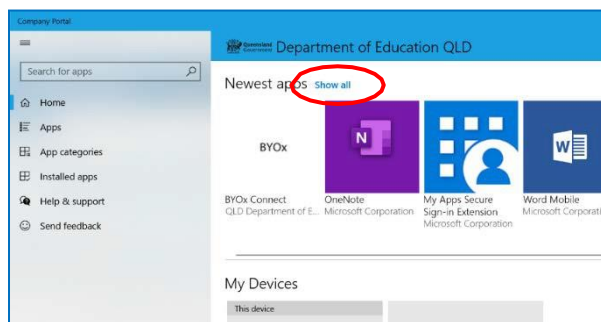 Company Portal
Search for apps
Home
Apps
App categories
Installed apps
Help & support
Send feedback
Queensland
Government
Department of Education QLD
Newest apps Show all
BYOx
N
W
BYOx Connect
QLD Department of E...
OneNote
Microsoft Corporation
My Apps Secure
Sign-in Extension
Microsoft Corporation
Word Mobile
Microsoft Corporati
My Devices
This device